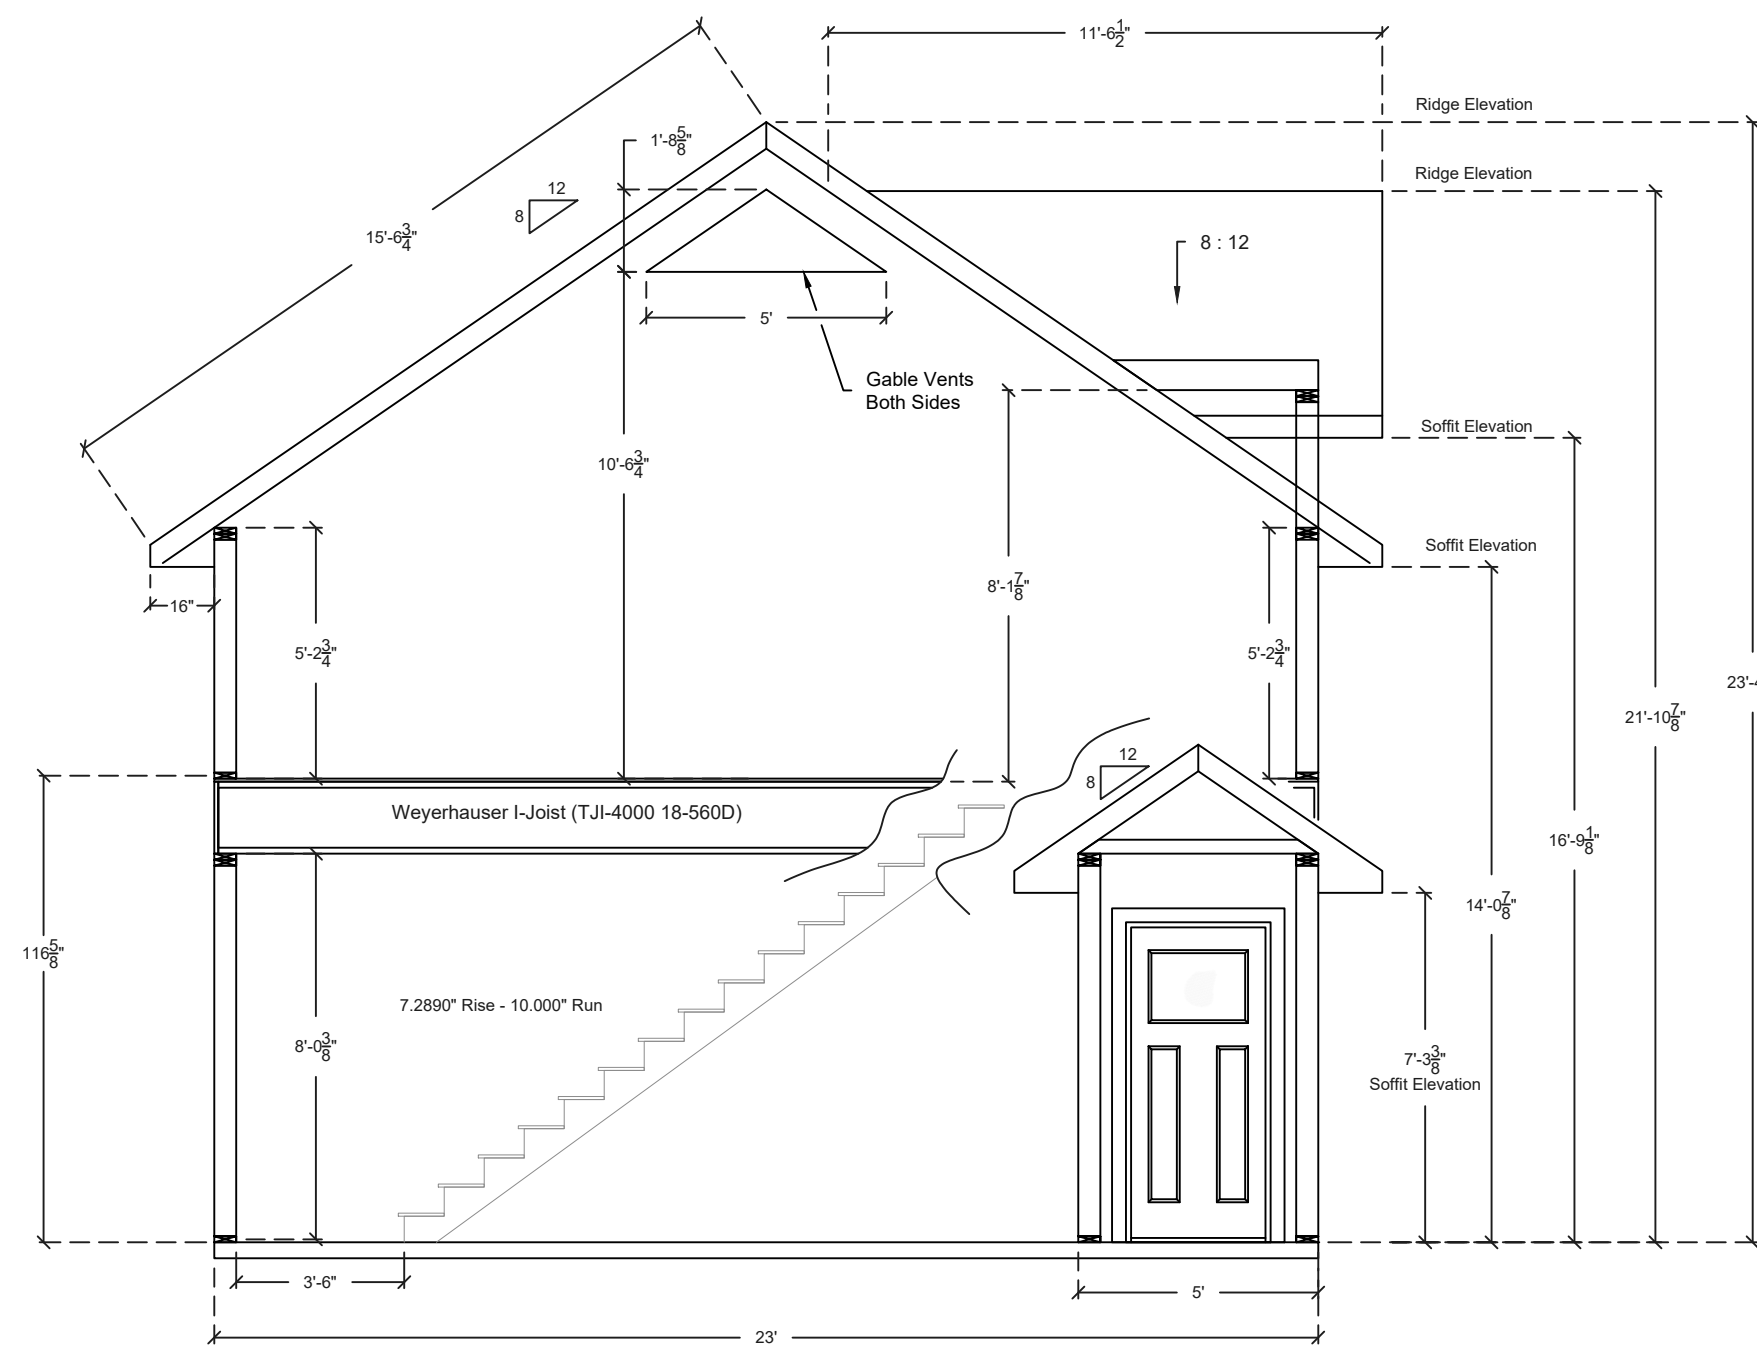 11'-6 1/2"
Ridge Elevation
1'-8 5/8"
Ridge Elevation
12
8
15'-6 3/4"
8 : 12
5'
Gable Vents
Both Sides
Soffit Elevation
10'-6 3/4"
Soffit Elevation
8'-1 7/8"
16"
5'-2 3/4"
5'-2 3/4"
23'-4
21'-10 7/8"
12
8
Weyerhauser I-Joist (TJI-4000 18-560D)
16'-9 1/8"
14'-0 7/8"
116 5/8"
7.2890" Rise - 10.000" Run
8'-0 3/8"
7'-3 3/8"
Soffit Elevation
3'-6"
5'
23'